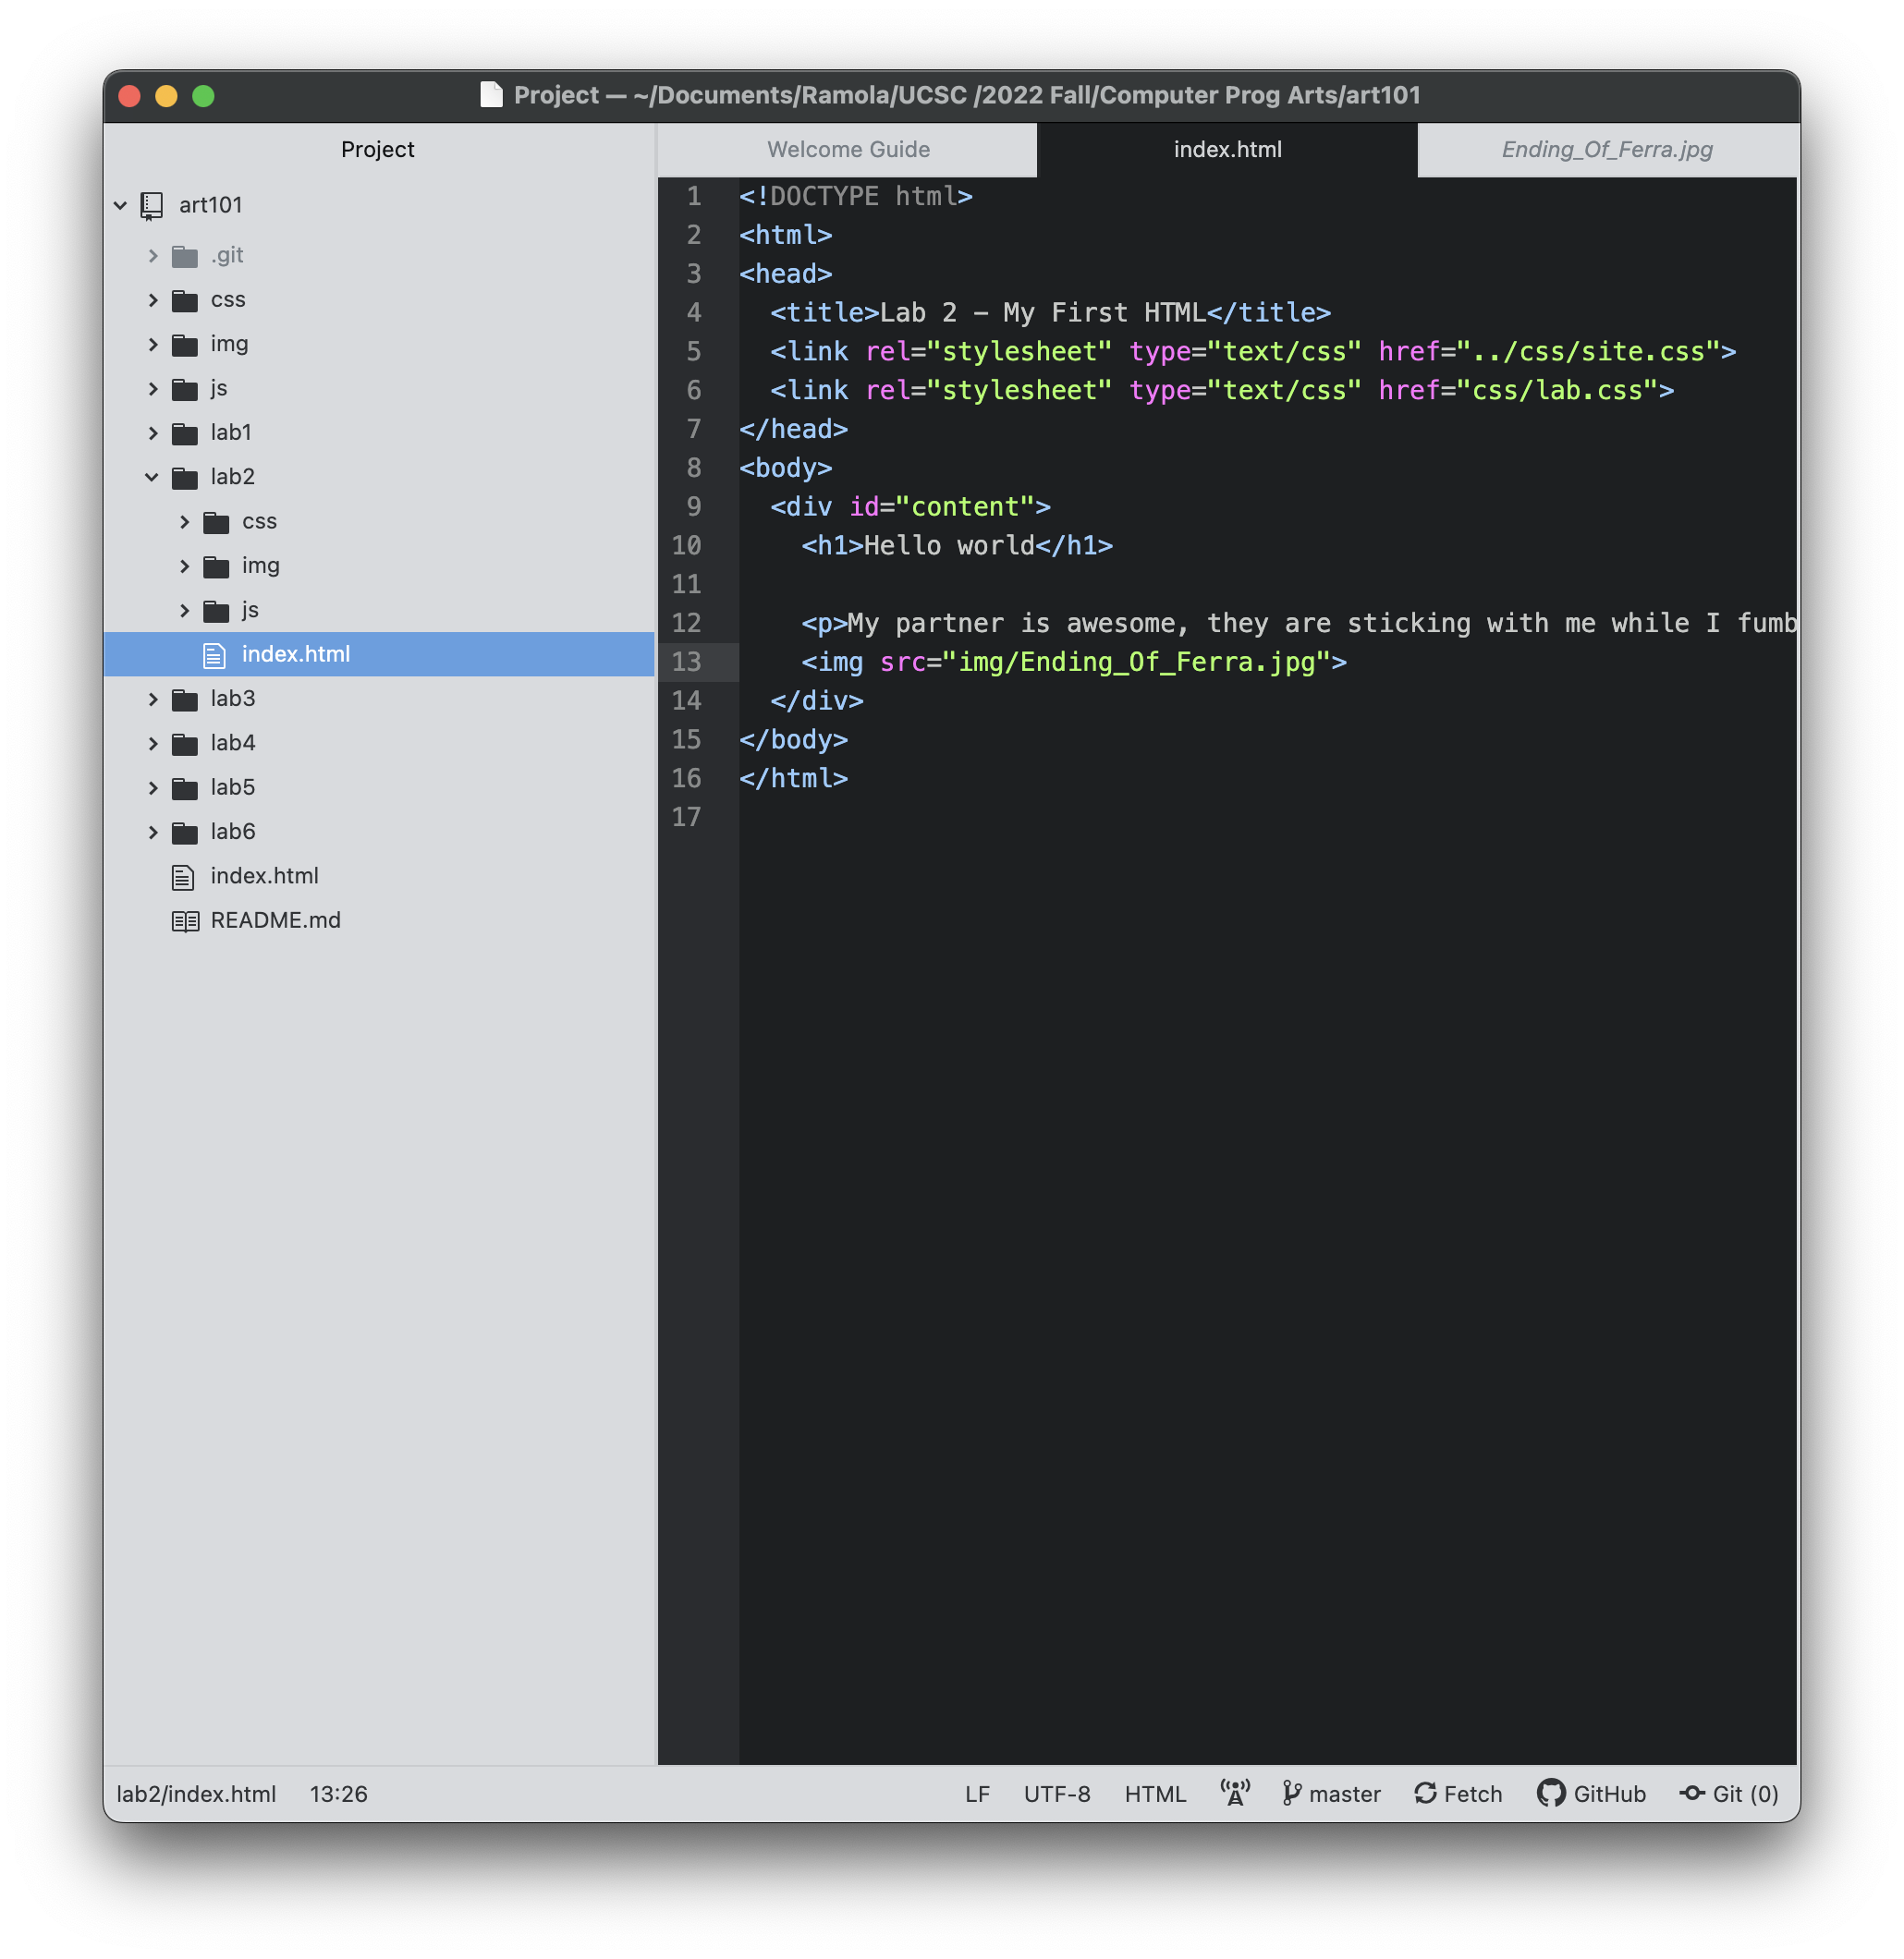 Project — ~/Documents/Ramola/UCSC /2022 Fall/Computer Prog Arts/art101
Project
art101
.git
css
img
js
lab1
lab2
css
img
js
index.html
lab3
lab4
lab5
lab6
index.html
README.md
Welcome Guide index.html Ending_Of_Ferra.jpg
1 <!DOCTYPE html>
2 <html>
3 <head>
4 <title>Lab 2 - My First HTML</title>
5 <link rel="stylesheet" type="text/css" href="../css/site.css">
6 <link rel="stylesheet" type="text/css" href="css/lab.css">
7 </head>
8 <body>
9 <div id="content">
10 <h1>Hello world</h1>
11
12 <p>My partner is awesome, they are sticking with me while I fumb
13 <img src="img/Ending_Of_Ferra.jpg">
14 </div>
15 </body>
16 </html>
17
lab2/index.html 13:26 LF UTF-8 HTML master Fetch GitHub Git (0)